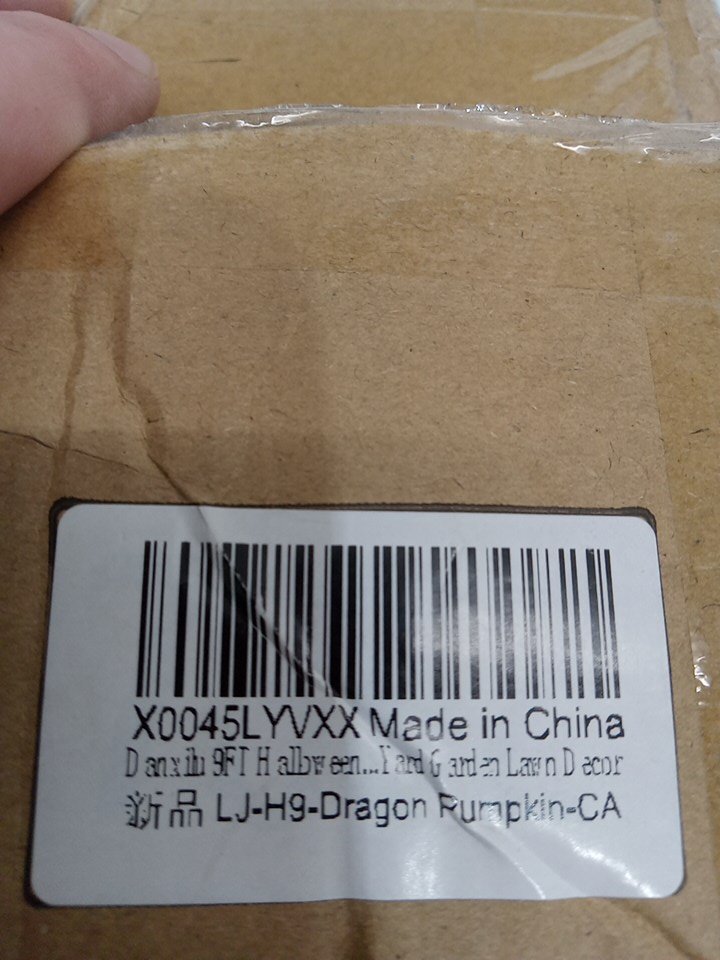 X0045LYVXX Made in China
Danxilu 9FT Halloween...Yard Garden Lawn Decor
新品 LJ-H9-Dragon Pumpkin-CA